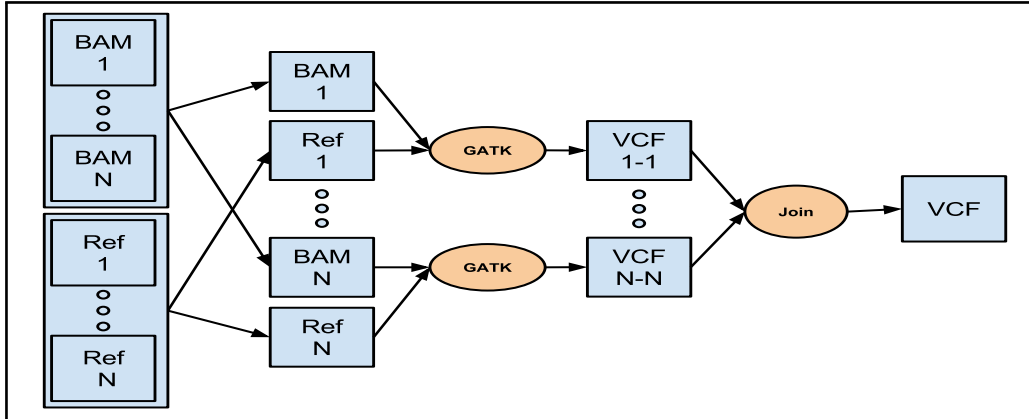 BAM
1
BAM
N
Ref
1
Ref
N
BAM
1
Ref
1
BAM
N
Ref
N
GATK
GATK
VCF
1-1
VCF
N-N
Join
VCF